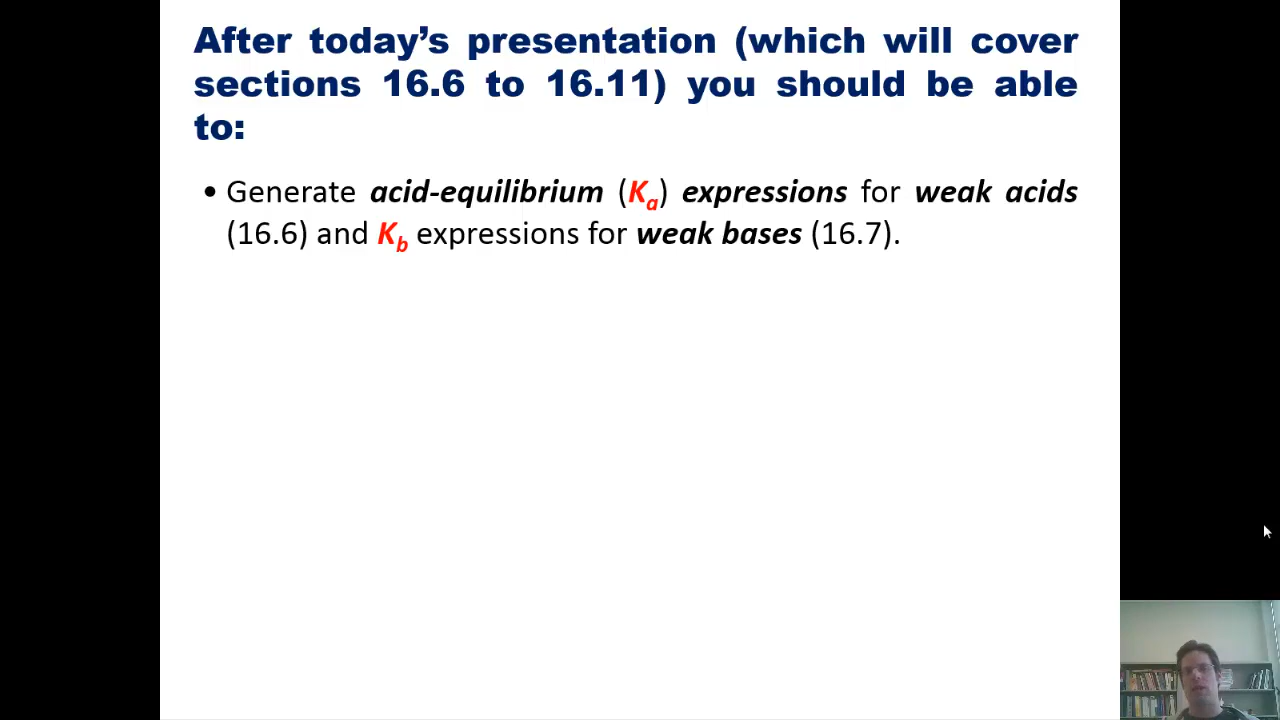 After today’s presentation (which will cover
sections 16.6 to 16.11) you should be able
to:
• Generate acid-equilibrium (Ka) expressions for weak acids
(16.6) and Kb expressions for weak bases (16.7).